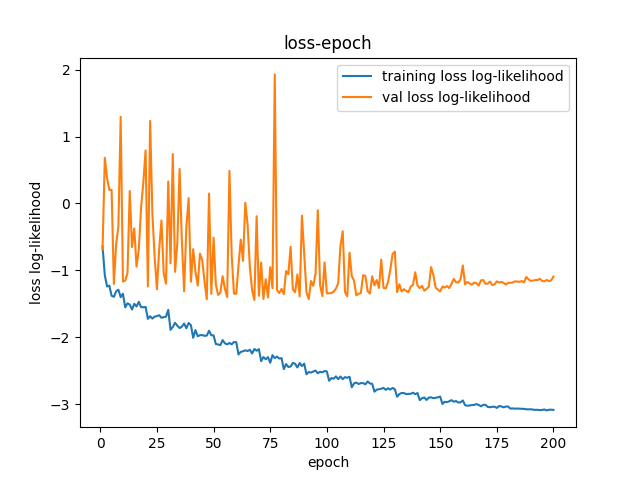 loss-epoch
training loss log-likelihood
val loss log-likelihood
loss log-likelihood
2
1
0
−1
−2
−3
0 25 50 75 100 125 150 175 200
epoch